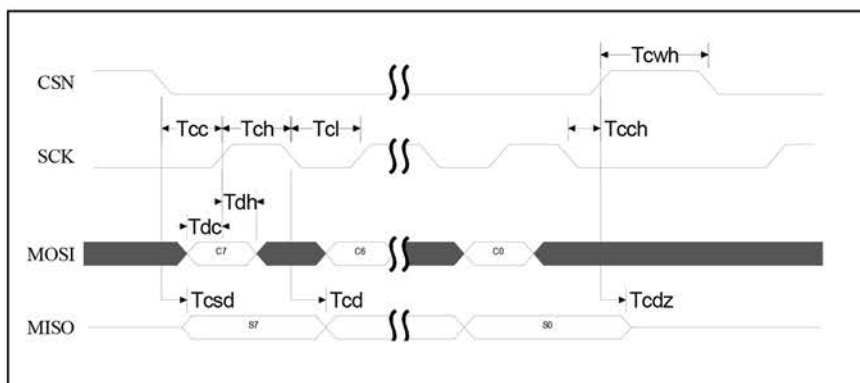 Tcwh
CSN
Tcc Tch Tcl Tcch
SCK
Tdh
Tdc
MOSI C7 C6 C0
Tcsd Tcd Tcdz
MISO S7 S0